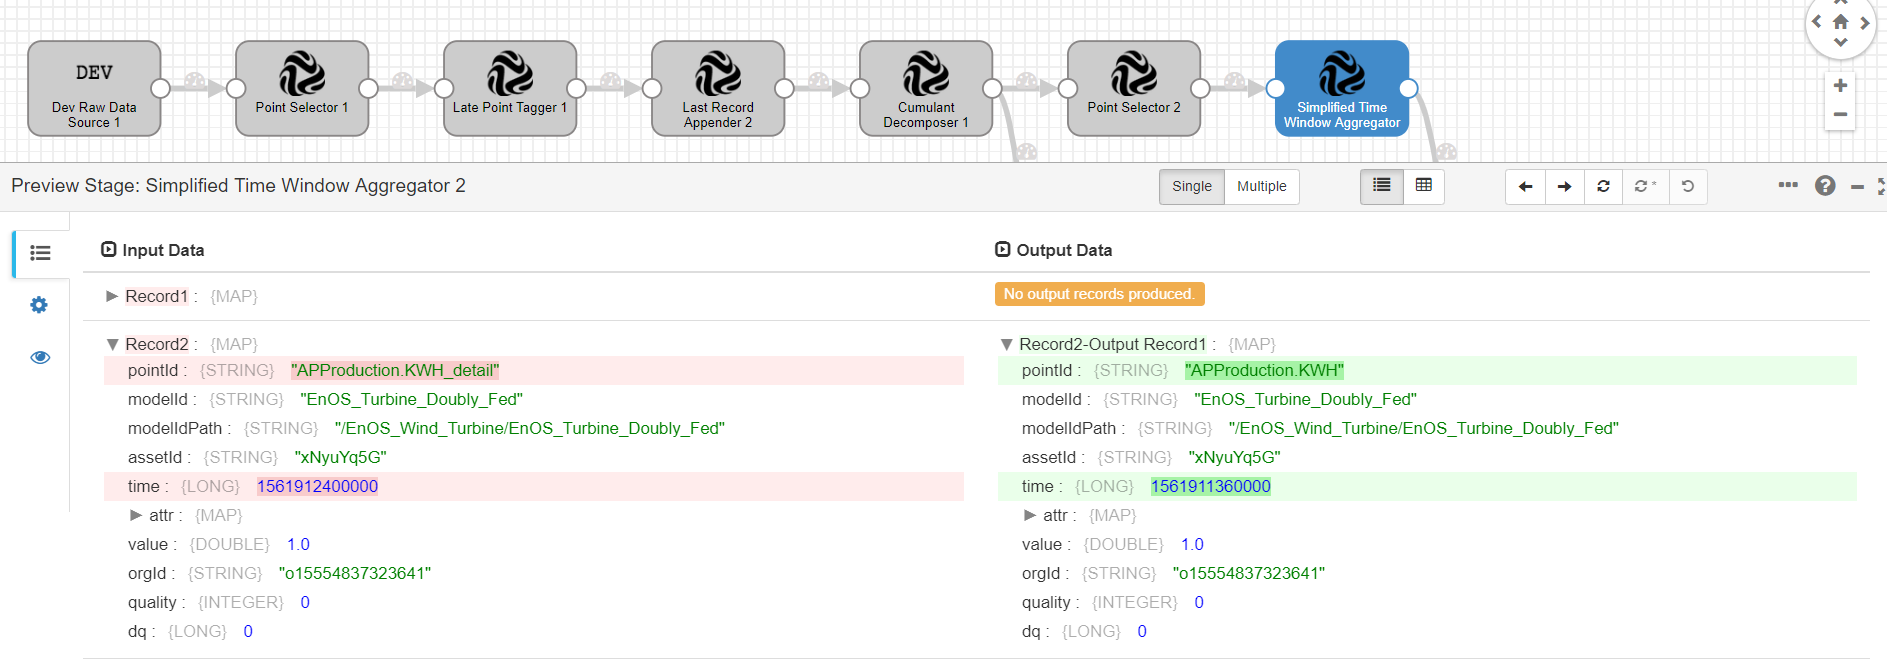 DEV
Dev Raw Data
Source 1
Point Selector 1
Late Point Tagger 1
Last Record
Appender 2
Cumulant
Decomposer 1
Point Selector 2
Simplified Time
Window Aggregator
Preview Stage: Simplified Time Window Aggregator 2
Single Multiple
Input Data
Output Data
Record1 : {MAP}
No output records produced.
Record2 : {MAP}
pointId : {STRING} "APProduction.KWH_detail"
modelId : {STRING} "EnOS_Turbine_Doubly_Fed"
modelIdPath : {STRING} "/EnOS_Wind_Turbine/EnOS_Turbine_Doubly_Fed"
assetId : {STRING} "xNyuYq5G"
time : {LONG} 1561912400000
attr : {MAP}
value : {DOUBLE} 1.0
orgId : {STRING} "o15554837323641"
quality : {INTEGER} 0
dq : {LONG} 0
Record2-Output Record1 : {MAP}
pointId : {STRING} "APProduction.KWH"
modelId : {STRING} "EnOS_Turbine_Doubly_Fed"
modelIdPath : {STRING} "/EnOS_Wind_Turbine/EnOS_Turbine_Doubly_Fed"
assetId : {STRING} "xNyuYq5G"
time : {LONG} 1561911360000
attr : {MAP}
value : {DOUBLE} 1.0
orgId : {STRING} "o15554837323641"
quality : {INTEGER} 0
dq : {LONG} 0